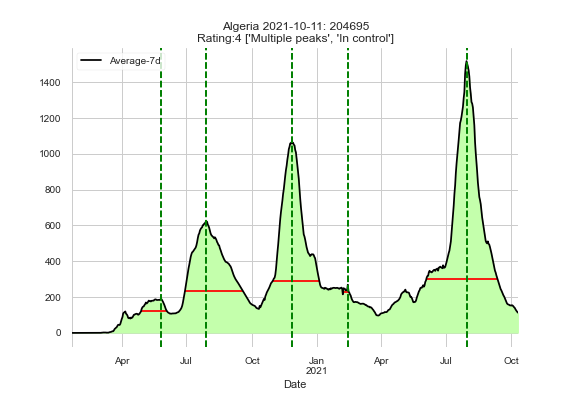 Algeria 2021-10-11: 204695
Rating:4 ['Multiple peaks', 'In control']
Average-7d
1400
1200
1000
800
600
400
200
0
Apr Jul Oct Jan Apr Jul Oct
2021
Date